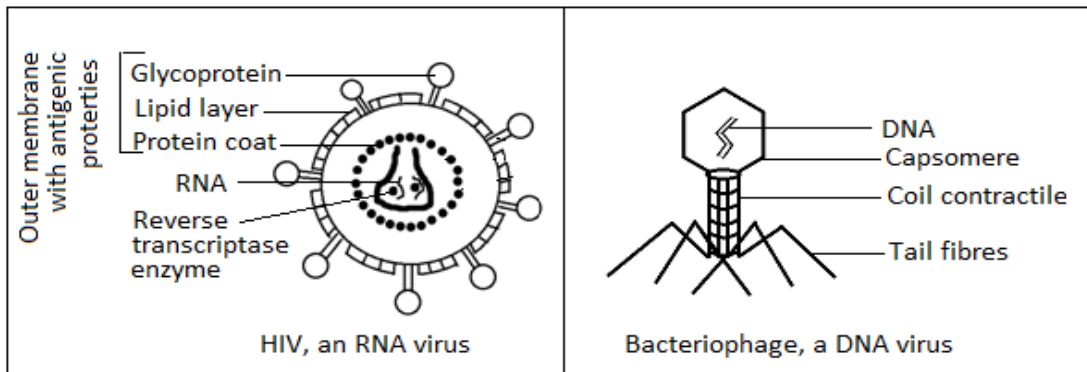 Outer membrane
with antigenic
proterties
Glycoprotein
Lipid layer
Protein coat
RNA
Reverse
transcriptase
enzyme
HIV, an RNA virus
DNA
Capsomere
Coil contractile
Tail fibres
Bacteriophage, a DNA virus